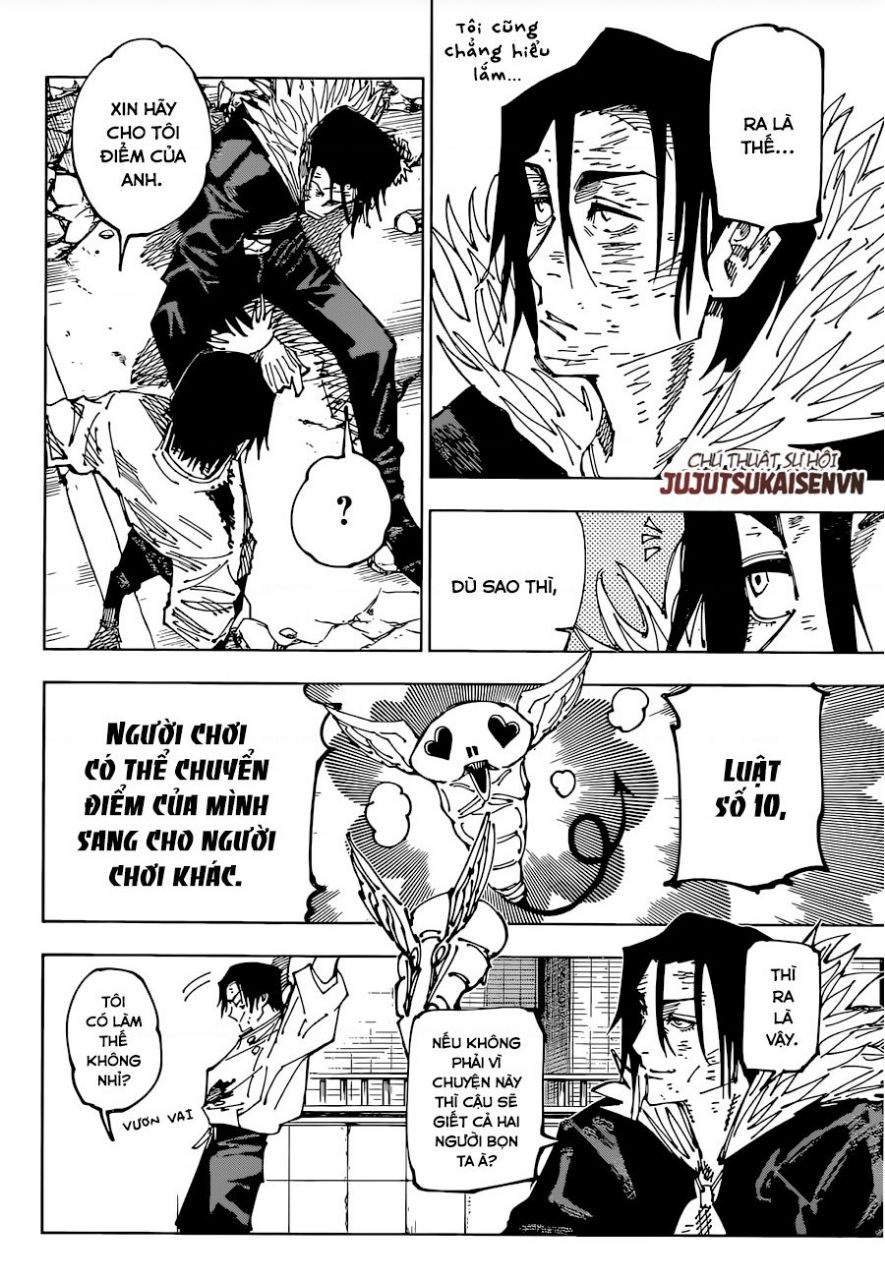 Tôi cũng
chẳng hiểu
lắm...
RA LÀ
THẾ...
XIN HÃY
CHO TÔI
ĐIỂM CỦA
ANH.
?
CHÚ THUẬT SƯ HỘI
JUJUTSUKAISENVN
DÙ SAO THÌ,
LUẬT
SỐ 10,
NGƯỜI CHƠI
CÓ THỂ CHUYỂN
ĐIỂM CỦA MÌNH
SANG CHO NGƯỜI
CHƠI KHÁC.
THÌ
RA
LÀ
VẬY.
NẾU KHÔNG
PHẢI VÌ
CHUYỆN NÀY
THÌ CẬU SẼ
GIẾT CẢ HAI
NGƯỜI BỌN
TA À?
TÔI
CÓ LÀM
THẾ
KHÔNG
NHỈ?
VƯƠN VAI